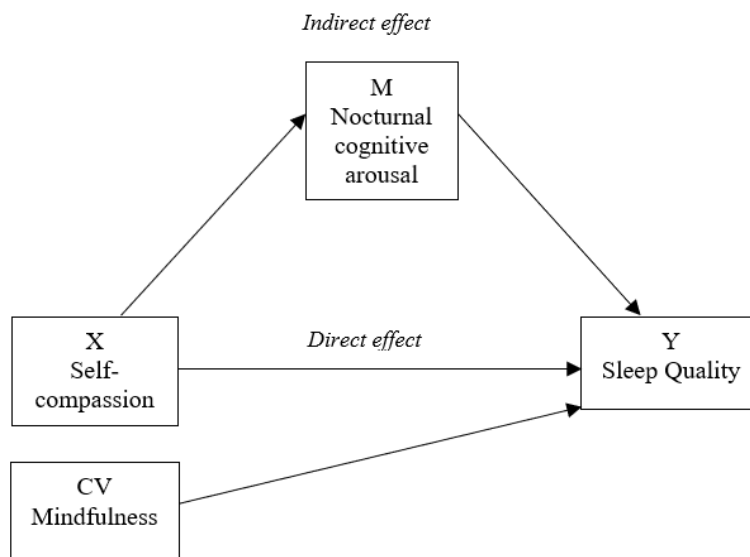 Indirect effect
M
Nocturnal
cognitive
arousal
X
Self-
compassion
Direct effect
Y
Sleep Quality
CV
Mindfulness